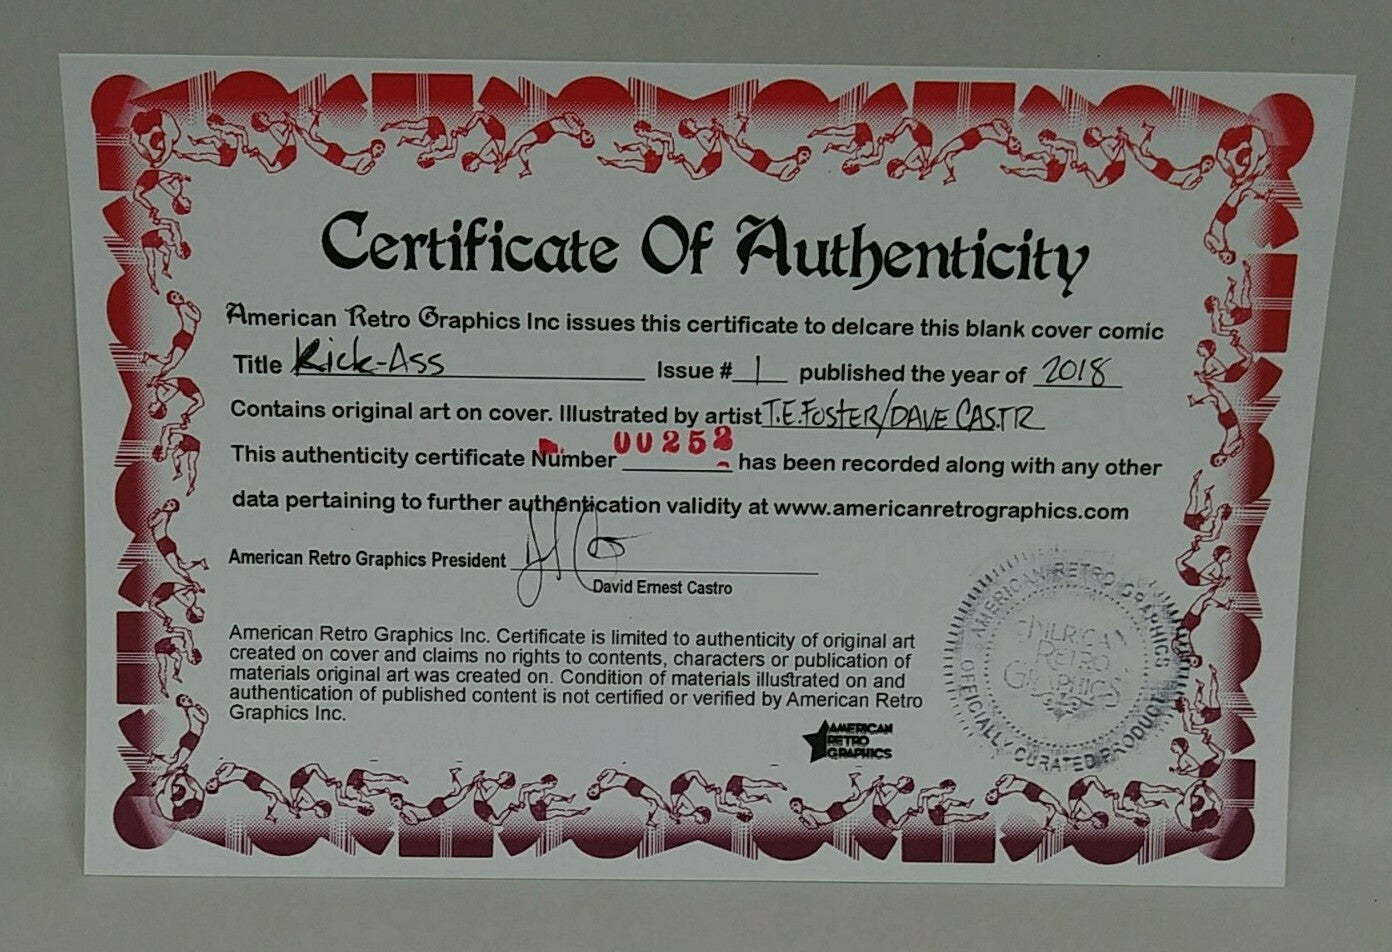 Certificate Of Authenticity
American Retro Graphics Inc issues this certificate to delcare this blank cover comic
Title Kick-Ass Issue # 1 published the year of 2018
Contains original art on cover. Illustrated by artist T.E.FOSTER/DAVE CASTR
This authenticity certificate Number 00252 has been recorded along with any other
data pertaining to further authentication validity at www.americanretrographics.com
American Retro Graphics President
David Ernest Castro
American Retro Graphics Inc. Certificate is limited to authenticity of original art
created on cover and claims no rights to contents, characters or publication of
materials original art was created on. Condition of materials illustrated on and
authentication of published content is not certified or verified by American Retro
Graphics Inc.
AMERICAN
RETRO
GRAPHICS
AMERICAN RETRO GRAPHICS
RETRO
GRAPHICS
OFFICIALLY CURATED PRODUCT